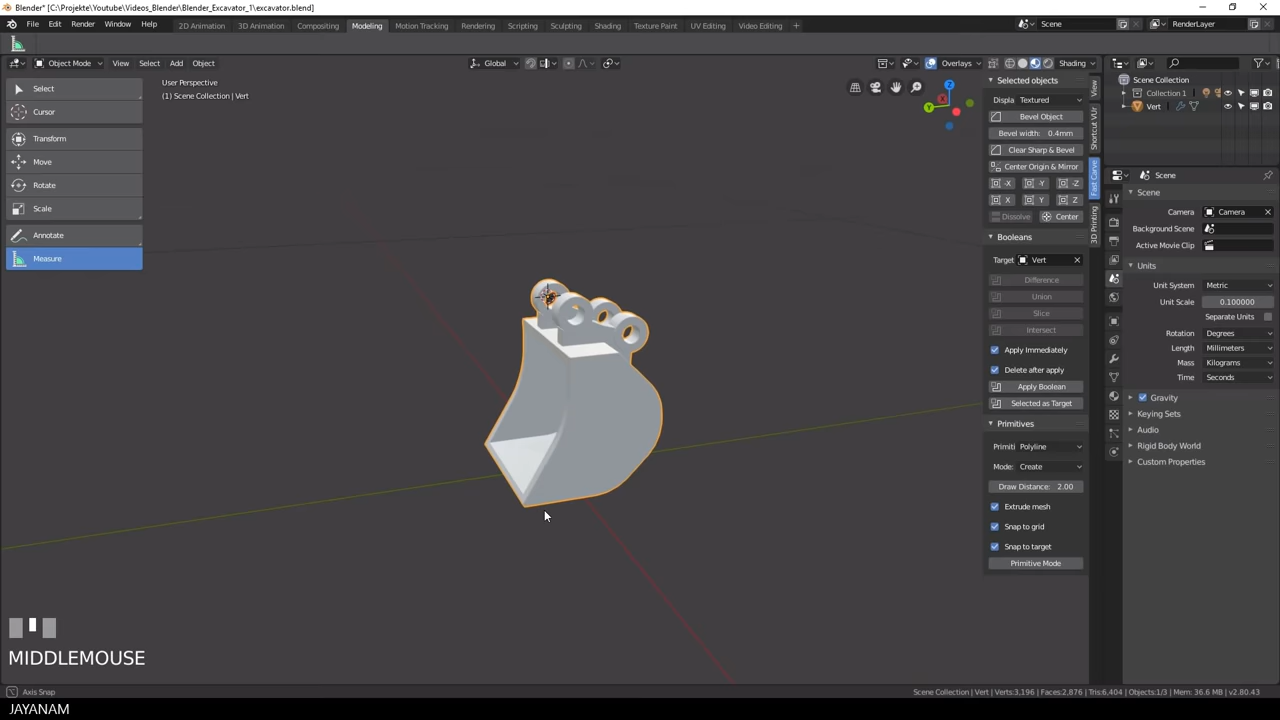 Blender* [C:\Projekte\Youtube\Videos_Blender\Blender_Excavator_1\excavator.blend]
File Edit Render Window Help
2D Animation 3D Animation Compositing Modeling Motion Tracking Rendering Scripting Sculpting Shading Texture Paint UV Editing Video Editing +
Scene
RenderLayer
Object Mode View Select Add Object
Global
Overlays
Shading
Select
Cursor
Transform
Move
Rotate
Scale
Annotate
Measure
User Perspective
(1) Scene Collection | Vert
Z
Y
X
Selected objects
Displa Textured
Bevel Object
Bevel width: 0.4mm
Clear Sharp & Bevel
Center Origin & Mirror
-X -Y -Z
X Y Z
Dissolve Center
Booleans
Target Vert
Difference
Union
Slice
Intersect
Apply Immediately
Delete after apply
Apply Boolean
Selected as Target
Primitives
Primiti Polyline
Mode: Create
Draw Distance: 2.00
Extrude mesh
Snap to grid
Snap to target
Primitive Mode
View
Fast Carve
3D Printing
Scene Collection
Collection 1
Vert
Scene
Scene
Camera Camera
Background Scene
Active Movie Clip
Units
Unit System Metric
Unit Scale 0.100000
Separate Units
Rotation Degrees
Length Millimeters
Mass Kilograms
Time Seconds
Gravity
Keying Sets
Audio
Rigid Body World
Custom Properties
MIDDLEMOUSE
Axis Snap
Scene Collection | Vert | Verts:3,196 | Faces:2,876 | Tris:6,404 | Objects:1/3 | Mem: 36.6 MB | v2.80.43
JAYANAM